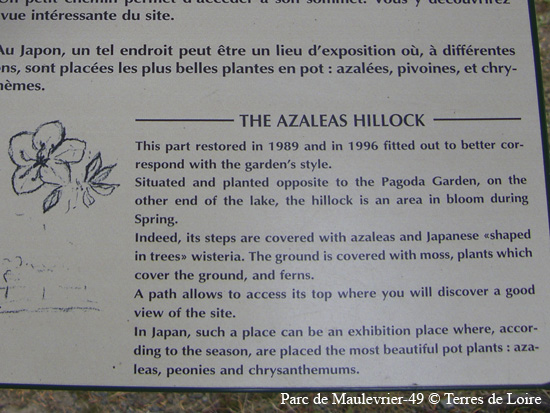 vue intéressante du site.
Au Japon, un tel endroit peut être un lieu d'exposition où, à différentes
ns, sont placées les plus belles plantes en pot : azalées, pivoines, et chry-
nèmes.
THE AZALEAS HILLOCK
This part restored in 1989 and in 1996 fitted out to better cor-
respond with the garden's style.
Situated and planted opposite to the Pagoda Garden, on the
other end of the lake, the hillock is an area in bloom during
Spring.
Indeed, its steps are covered with azaleas and Japanese «shaped
in trees» wisteria. The ground is covered with moss, plants which
cover the ground, and ferns.
A path allows to access its top where you will discover a good
view of the site.
In Japan, such a place can be an exhibition place where, accor-
ding to the season, are placed the most beautiful pot plants : aza-
leas, peonies and chrysanthemums.
Parc de Maulevrier-49 © Terres de Loire